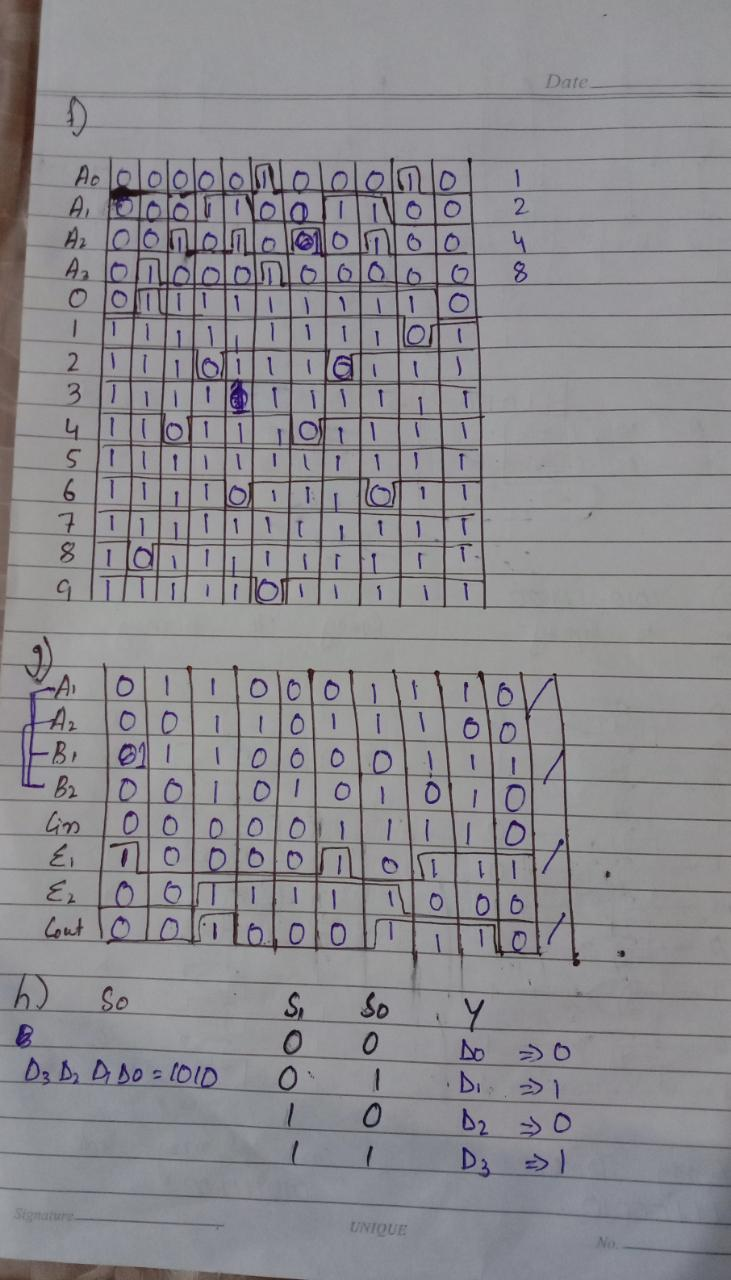 Date
f)
A0 0 0 0 0 0 1 0 0 0 1 0 1
A1 0 0 0 1 1 0 0 1 1 0 0 2
A2 0 0 1 0 1 0 0 1 0 0 4
A3 0 1 0 0 0 1 0 0 0 0 0 8
0 0 1 1 1 1 1 1 1 1 1 0
1 1 1 1 1 1 1 1 1 1 0 1
2 1 1 1 0 1 1 1 0 1 1 1
3 1 1 1 1 1 1 1 1 1 1
4 1 1 0 1 1 1 0 1 1 1 1
5 1 1 1 1 1 1 1 1 1 1 1
6 1 1 1 1 0 1 1 1 0 1 1
7 1 1 1 1 1 1 1 1 1 1 1
8 1 0 1 1 1 1 1 1 1 1 1
9 1 1 1 1 1 0 1 1 1 1 1
g)
A1 0 1 1 0 0 0 1 1 1 0
A2 0 0 1 1 0 1 1 1 0 0
B1 1 1 0 0 0 0 1 1 1
B2 0 0 1 0 1 0 1 0 1 0
Cin 0 0 0 0 0 1 1 1 1 0
Σ1 1 0 0 0 0 1 0 1 1 1
Σ2 0 0 1 1 1 1 1 0 0 0
Cout 0 0 1 0 0 0 1 1 1 0
h) S0 S1 S0 Y
0 0 D0 ⇒ 0
D3 D2 D1 D0 = 1010 0 1 D1 ⇒ 1
1 0 D2 ⇒ 0
1 1 D3 ⇒ 1
Signature
UNIQUE
No.